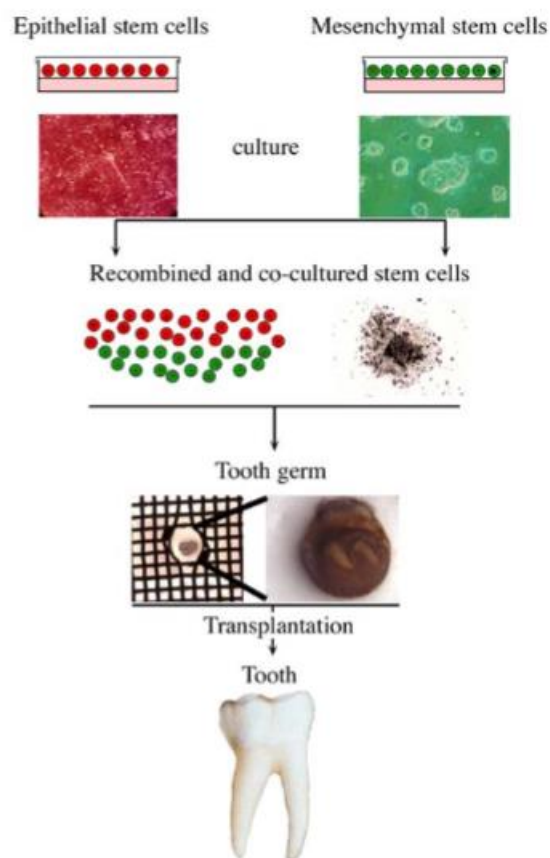 Epithelial stem cells
Mesenchymal stem cells
culture
Recombined and co-cultured stem cells
Tooth germ
Transplantation
Tooth